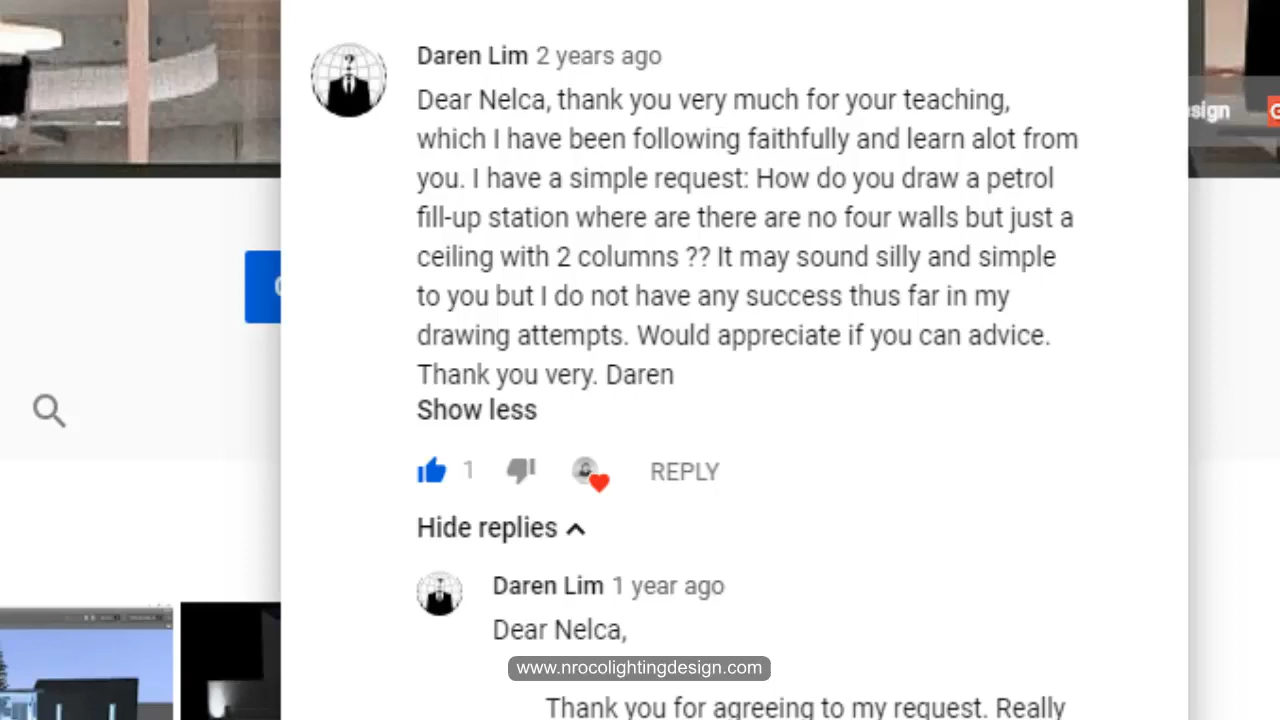 Daren Lim 2 years ago
Dear Nelca, thank you very much for your teaching,
which I have been following faithfully and learn alot from
you. I have a simple request: How do you draw a petrol
fill-up station where are there are no four walls but just a
ceiling with 2 columns ?? It may sound silly and simple
to you but I do not have any success thus far in my
drawing attempts. Would appreciate if you can advice.
Thank you very. Daren
Show less
1 REPLY
Hide replies
Daren Lim 1 year ago
Dear Nelca,
www.nrocolightingdesign.com
Thank you for agreeing to my request. Really